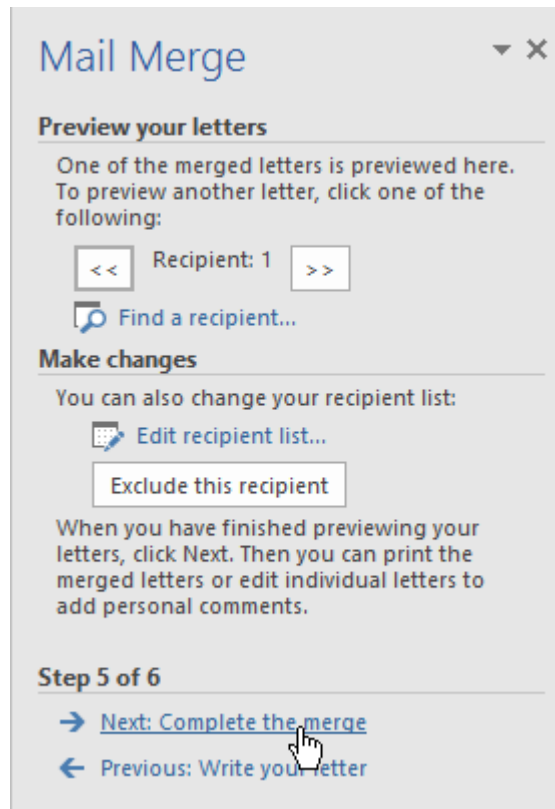 Mail Merge
Preview your letters
One of the merged letters is previewed here.
To preview another letter, click one of the
following:
<< Recipient: 1 >>
Find a recipient...
Make changes
You can also change your recipient list:
Edit recipient list...
Exclude this recipient
When you have finished previewing your
letters, click Next. Then you can print the
merged letters or edit individual letters to
add personal comments.
Step 5 of 6
Next: Complete the merge
Previous: Write your letter